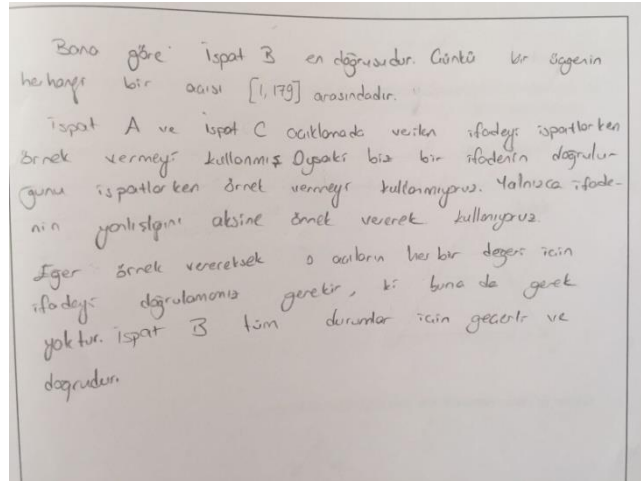 Bana göre İspat B en doğrusudur. Çünkü bir üçgenin
herhangi bir açısı [1, 179] arasındadır.
İspat A ve İspat C açıklamada verilen ifadeyi ispatlarken
örnek vermeyi kullanmış Oysaki biz bir ifadenin doğrulu-
ğunu ispatlarken örnek vermeyi kullanmıyoruz. Yalnızca ifade-
nin yanlışlığını aksine örnek vererek kullanıyoruz.
Eğer örnek vereceksek o açıların her bir değeri için
ifadeyi doğrulamamız gerekir, ki buna da gerek
yoktur. İspat B tüm durumlar için geçerli ve
doğrudur.